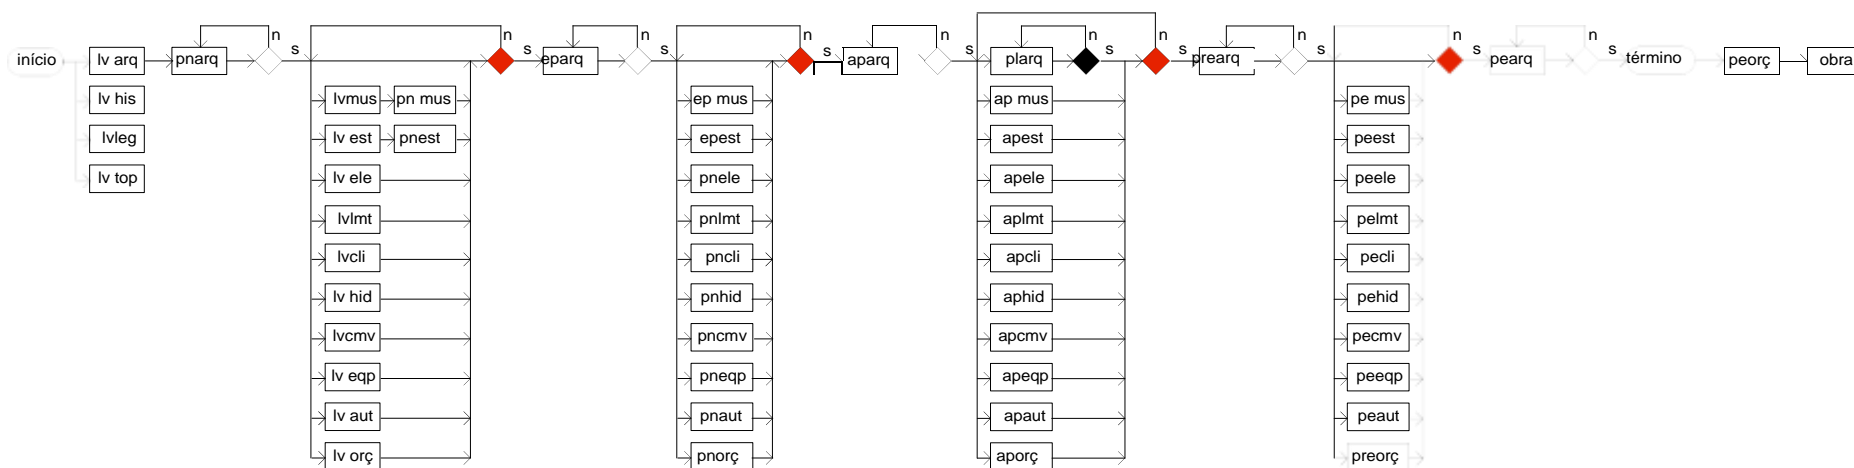 n n n n n n n n n
início lv arq pnarq s s eparq s s aparq s plarq s s prearq s s pearq s término peorç obra
lv his lvmus pn mus ep mus ap mus pe mus
lvleg lv est pnest epest apest peest
lv top lv ele pnele apele peele
lvlmt pnlmt aplmt pelmt
lvcli pncli apcli pecli
lv hid pnhid aphid pehid
lvcmv pncmv apcmv pecmv
lv eqp pneqp apeqp peeqp
lv aut pnaut apaut peaut
lv orç pnorç aporç preorç